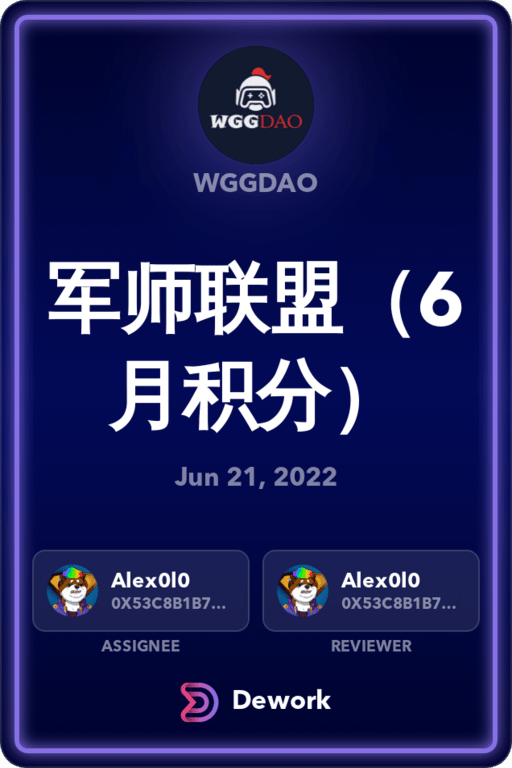 WGGDAO
WGGDAO
军师联盟（6
月积分）
Jun 21, 2022
Alex0l0
0X53C8B1B7...
ASSIGNEE
Alex0l0
0X53C8B1B7...
REVIEWER
Dework